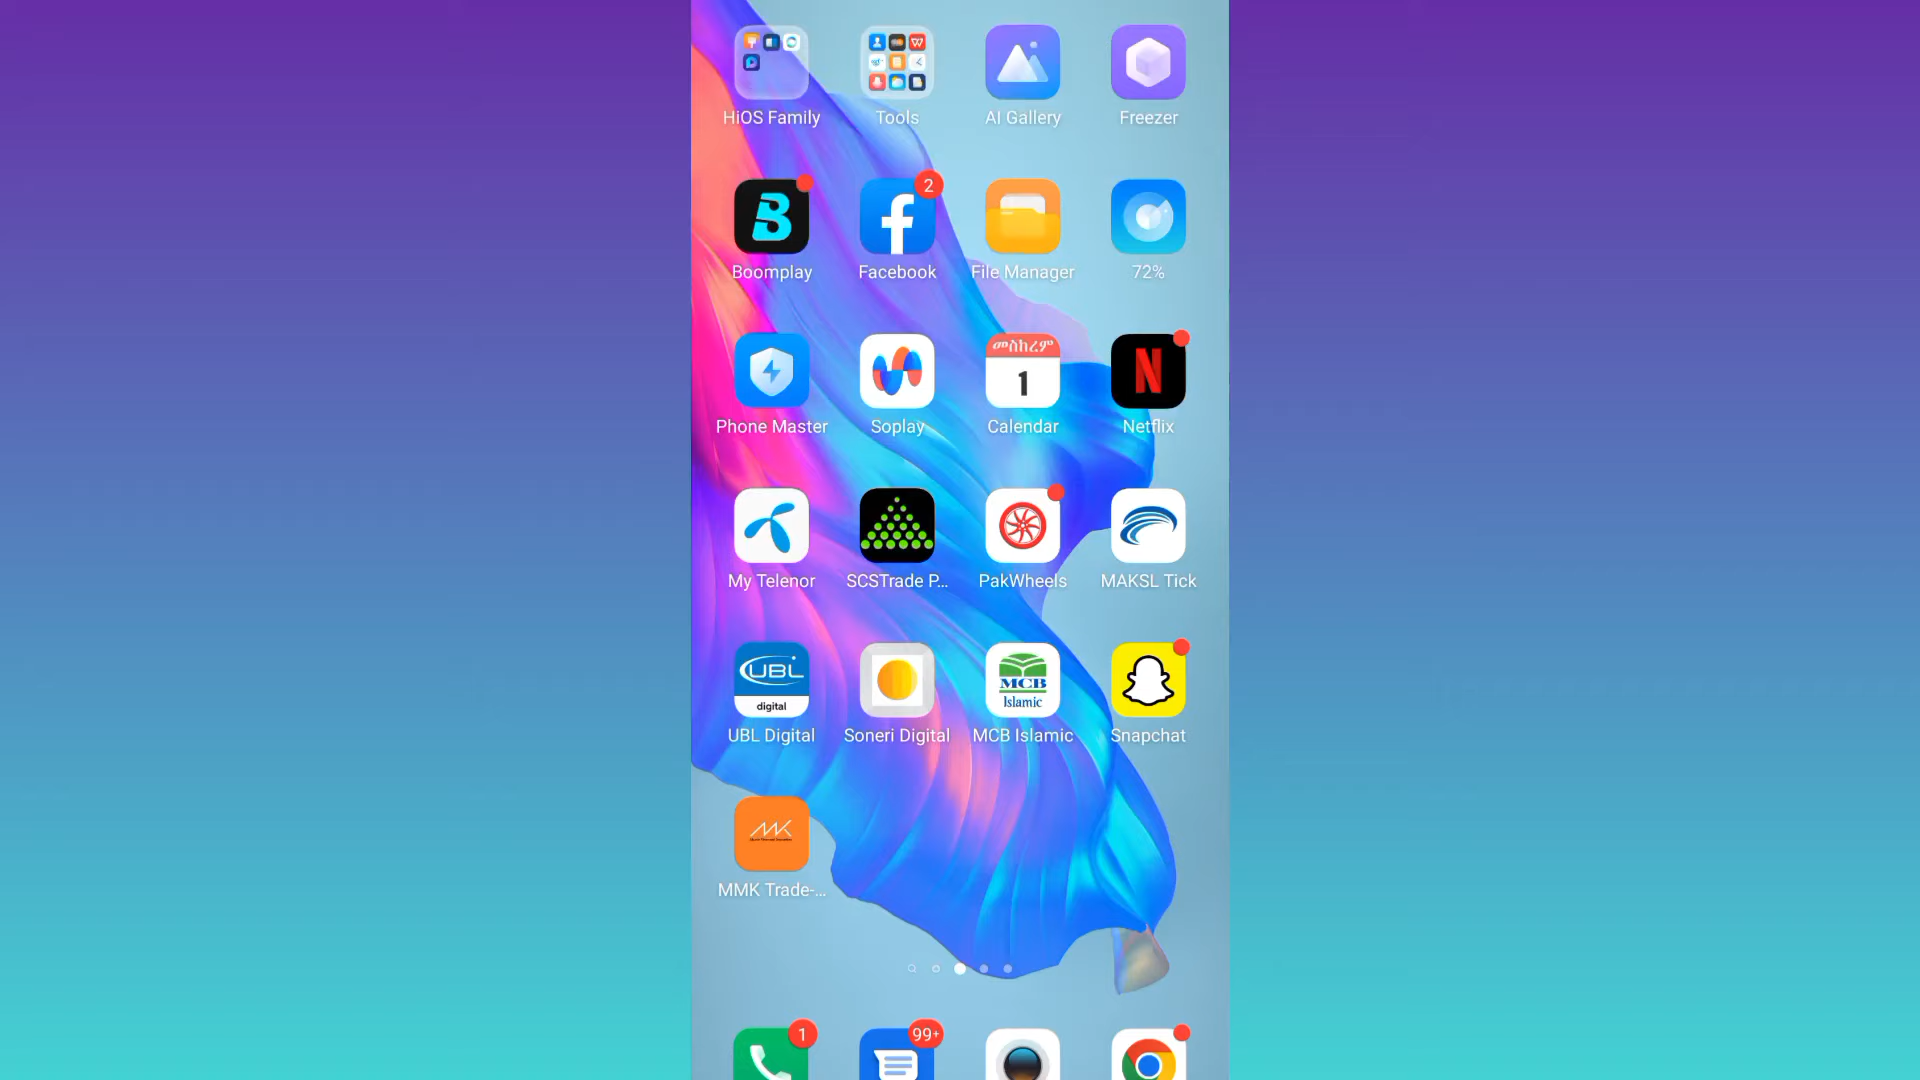 HiOS Family
Tools
AI Gallery
Freezer
2
Boomplay
Facebook
File Manager
72%
መስከረም
1
Phone Master
Soplay
Calendar
Netflix
My Telenor
SCSTrade P...
PakWheels
MAKSL Tick
UBL
digital
MCB
Islamic
UBL Digital
Soneri Digital
MCB Islamic
Snapchat
MMK
MMK Trade-...
1
99+